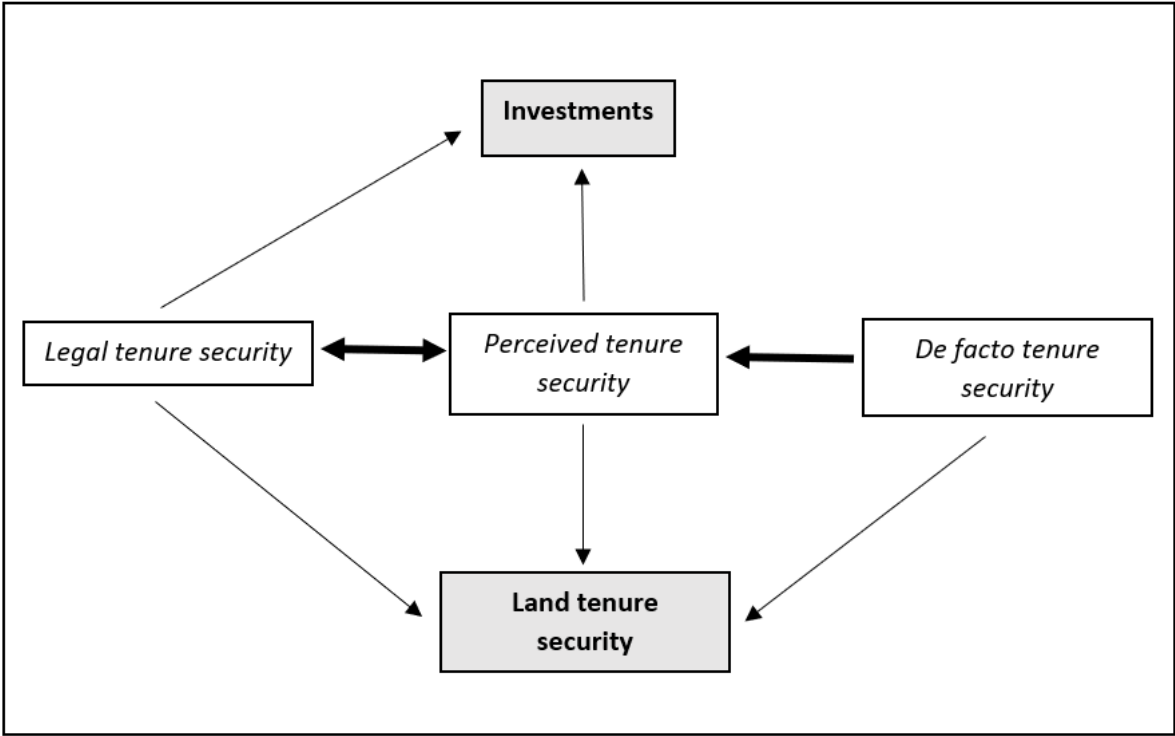 Investments
Legal tenure security
Perceived tenure
security
De facto tenure
security
Land tenure
security